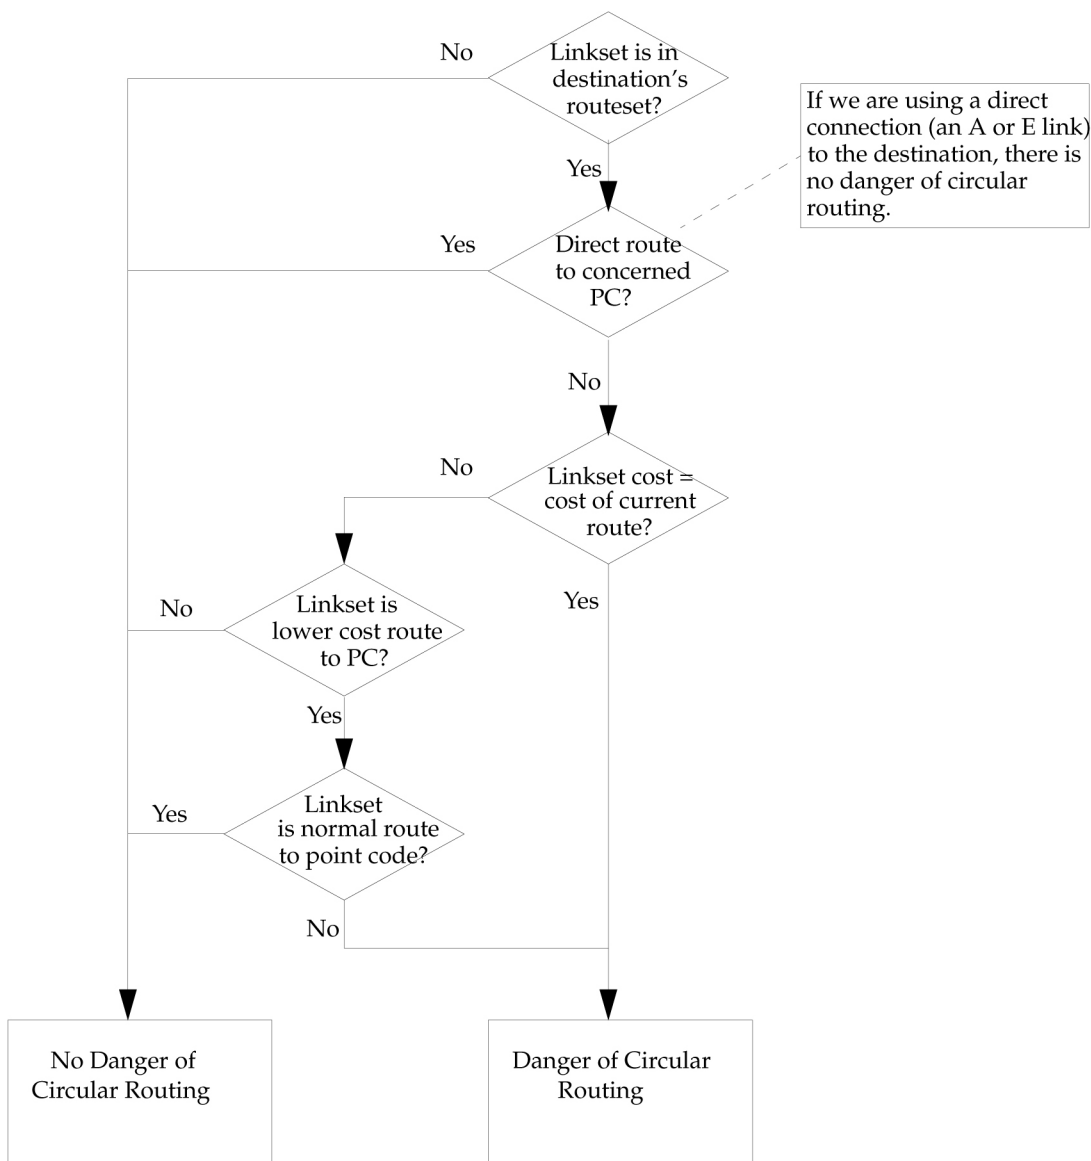 No
Linkset is in
destination's
routeset?
If we are using a direct
connection (an A or E link)
to the destination, there is
no danger of circular
routing.
Yes
Yes
Direct route
to concerned
PC?
No
No
Linkset cost =
cost of current
route?
No
Linkset is
lower cost route
to PC?
Yes
Yes
Yes
Linkset
is normal route
to point code?
No
No Danger of
Circular Routing
Danger of Circular
Routing